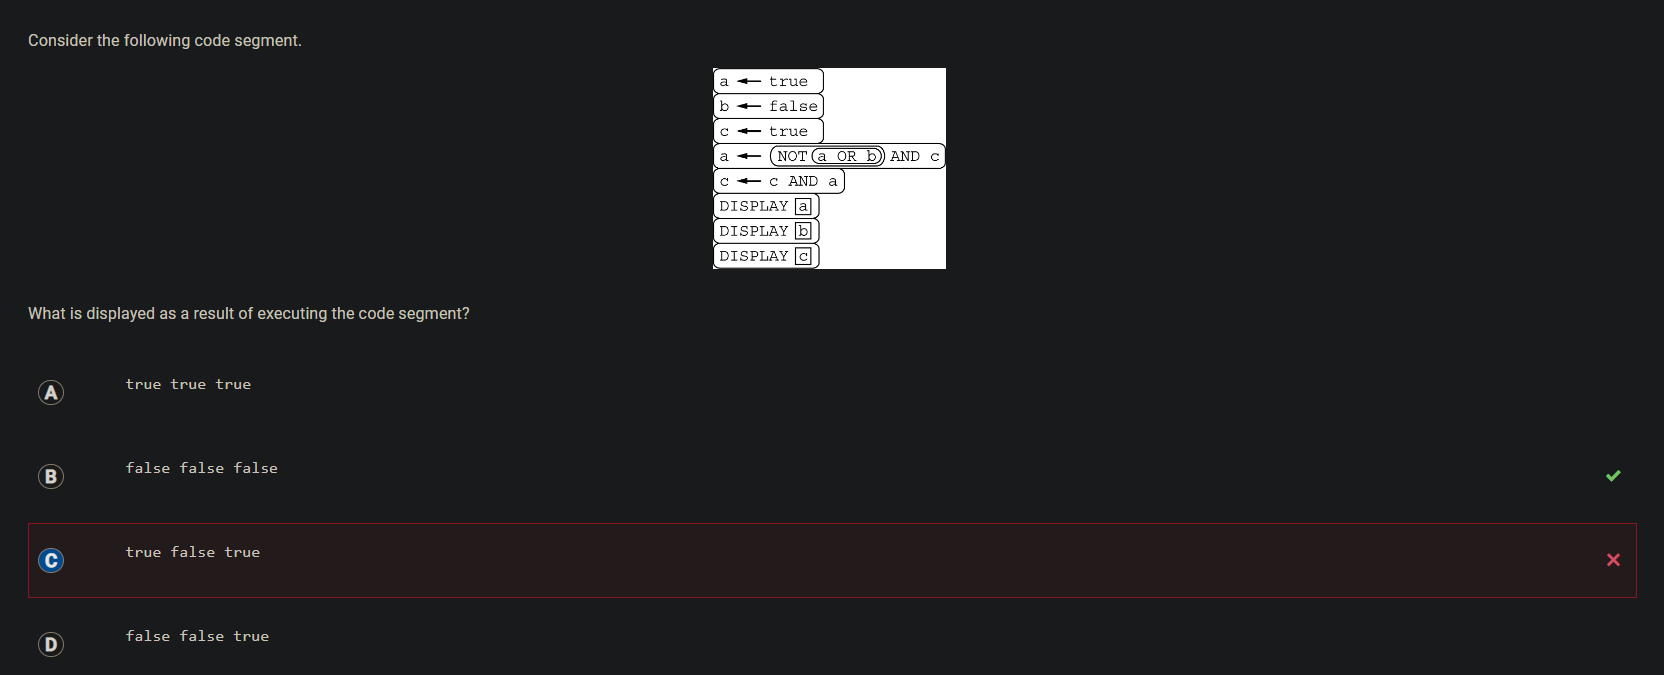 Consider the following code segment.
a ← true
b ← false
c ← true
a ← NOT a OR b AND c
c ← c AND a
DISPLAY a
DISPLAY b
DISPLAY c
What is displayed as a result of executing the code segment?
A true true true
B false false false
C true false true
D false false true